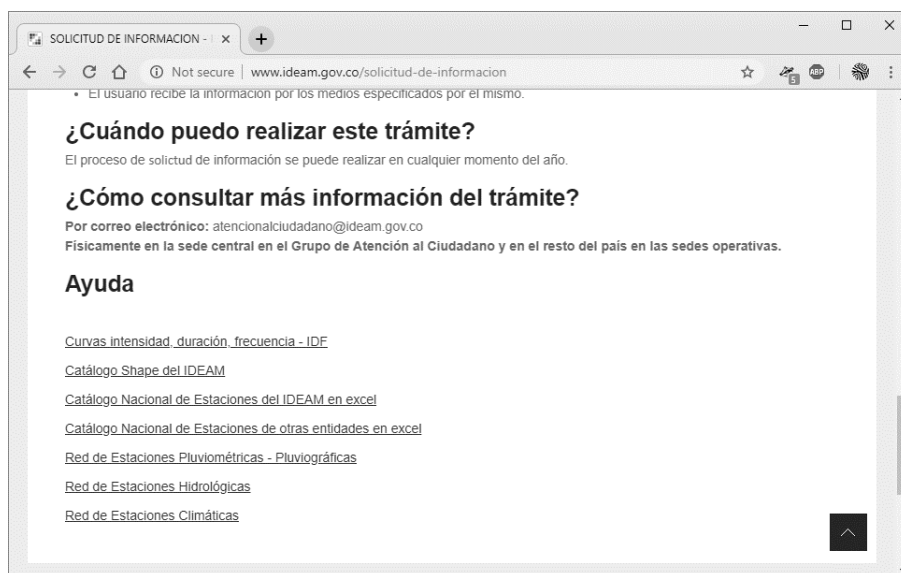 SOLICITUD DE INFORMACION - I
Not secure | www.ideam.gov.co/solicitud-de-informacion
5
ABP
El usuario recibe la información por los medios especificados por el mismo.
¿Cuándo puedo realizar este trámite?
El proceso de solictud de información se puede realizar en cualquier momento del año.
¿Cómo consultar más información del trámite?
Por correo electrónico: atencionalciudadano@ideam.gov.co
Físicamente en la sede central en el Grupo de Atención al Ciudadano y en el resto del país en las sedes operativas.
Ayuda
Curvas intensidad, duración, frecuencia - IDF
Catálogo Shape del IDEAM
Catálogo Nacional de Estaciones del IDEAM en excel
Catálogo Nacional de Estaciones de otras entidades en excel
Red de Estaciones Pluviométricas - Pluviográficas
Red de Estaciones Hidrológicas
Red de Estaciones Climáticas